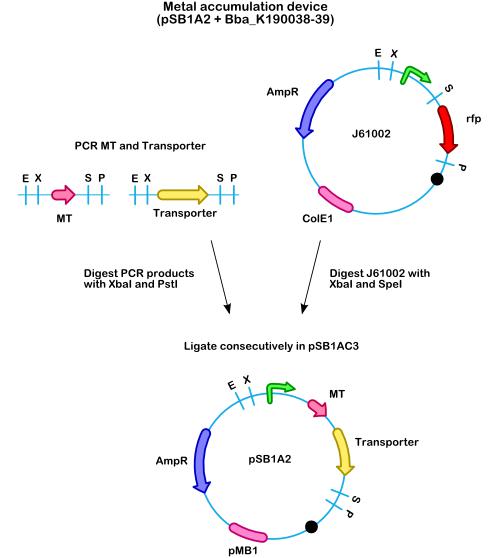 Metal accumulation device
(pSB1A2 + Bba_K190038-39)
E X
S
AmpR
rfp
J61002
P
ColE1
PCR MT and Transporter
E X S P
MT
E X S P
Transporter
Digest PCR products
with XbaI and PstI
Digest J61002 with
XbaI and SpeI
Ligate consecutively in pSB1AC3
E X
MT
Transporter
AmpR
pSB1A2
S
P
pMB1